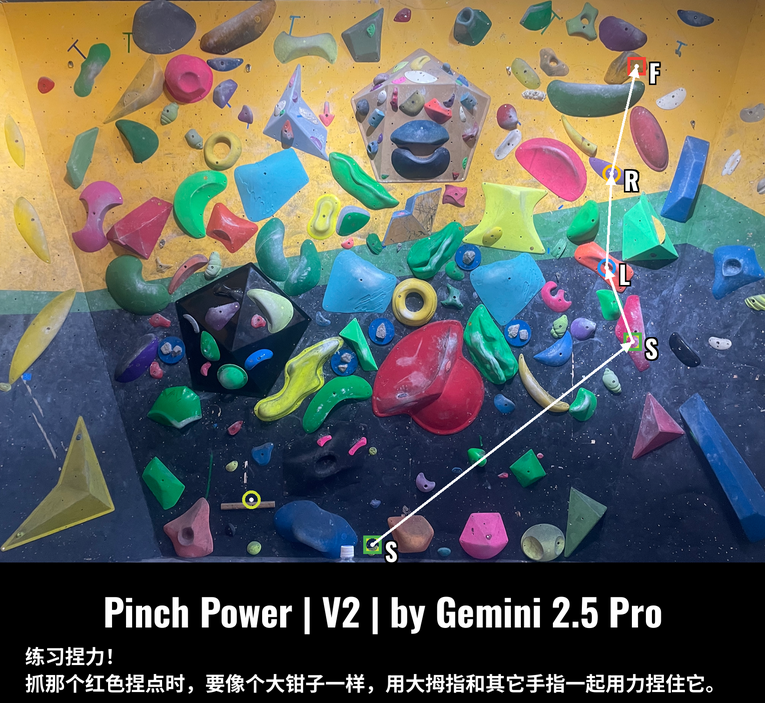 F
R
L
S
S
Pinch Power | V2 | by Gemini 2.5 Pro
练习捏力！
抓那个红色捏点时，要像个大钳子一样，用大拇指和其它手指一起用力捏住它。